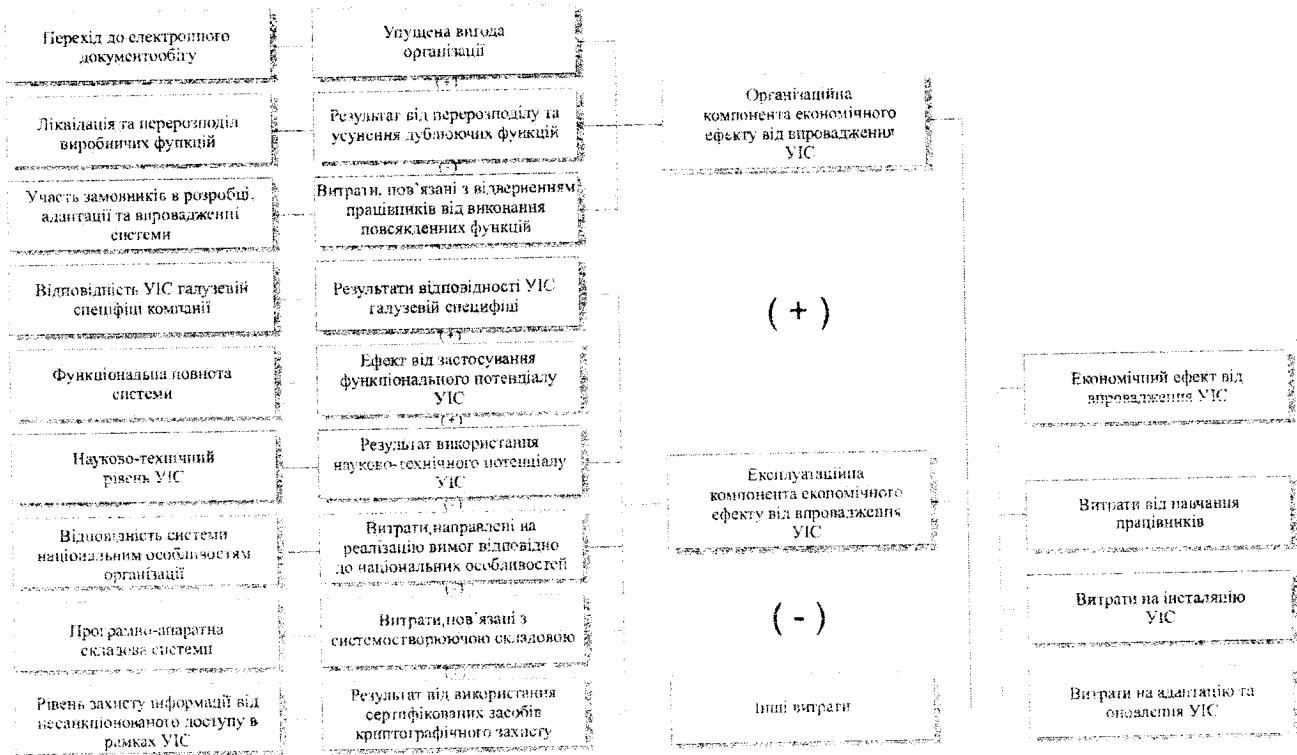 Перехід до електронного
документообігу
Упущена вигода
організації
(+)
Ліквідація та перерозподіл
виробничих функцій
Результат від перерозподілу та
усунення дублюючих функцій
(-)
Участь замовників в розробці,
адаптації та впровадженні
системи
Витрати, пов’язані з відверненням
працівників від виконання
повсякденних функцій
Організаційна
компонента економічного
ефекту від впровадження
УІС
Відповідність УІС галузевій
специфіці компанії
Результати відповідності УІС
галузевій специфіці
(+)
Функціональна повнота
системи
Ефект від застосування
функціонального потенціалу
УІС
(+)
Науково-технічний
рівень УІС
Результат використання
науково-технічного потенціалу
УІС
(-)
Відповідність системи
національним особливостям
організації
Витрати,направлені на
реалізацію вимог відповідно
до національних особливостей
(-)
Програмно-апаратна
складова системи
Витрати,пов’язані з
системостворюючою складовою
Рівень захисту інформації від
несанкціонованого доступу в
рамках УІС
Результат від використання
сертифікованих засобів
криптографічного захисту
( + )
Експлуатаційна
компонента економічного
ефекту від впровадження
УІС
( - )
Інші витрати
Економічний ефект від
впровадження УІС
Витрати від навчання
працівників
Витрати на інсталяцію
УІС
Витрати на адаптацію та
оновлення УІС